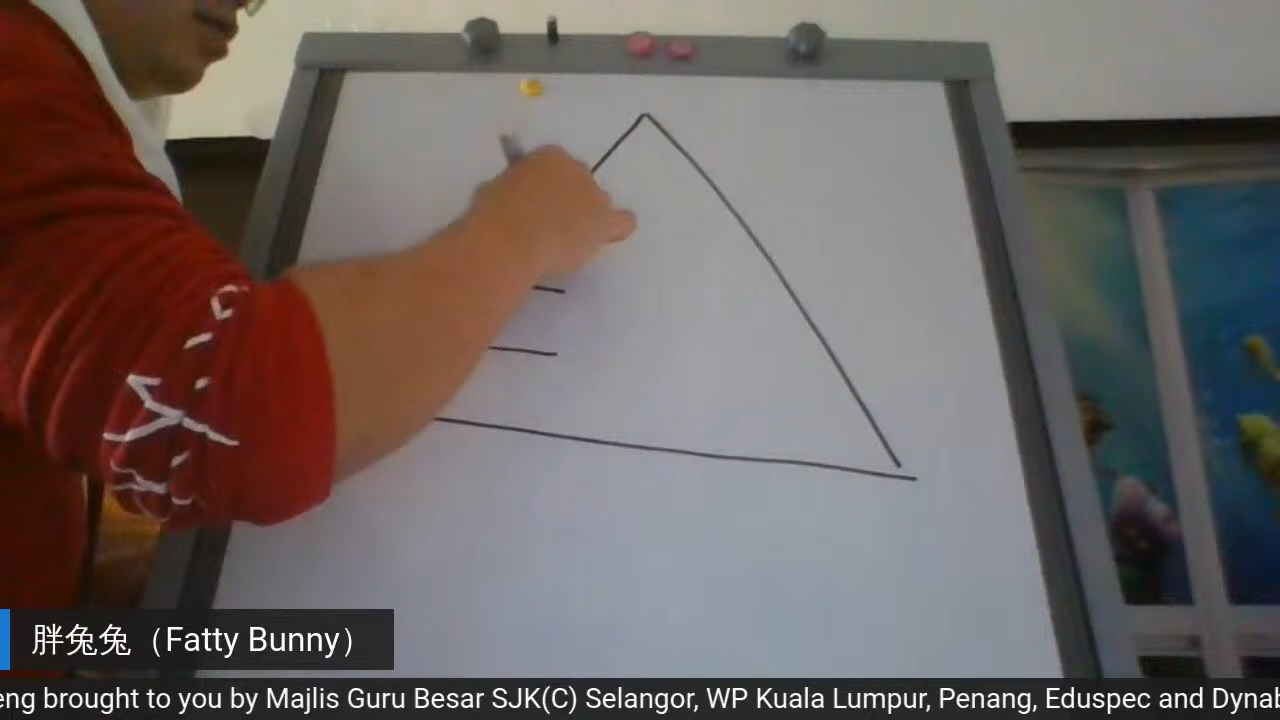 胖兔兔（Fatty Bunny）
eng brought to you by Majlis Guru Besar SJK(C) Selangor, WP Kuala Lumpur, Penang, Eduspec and Dynab